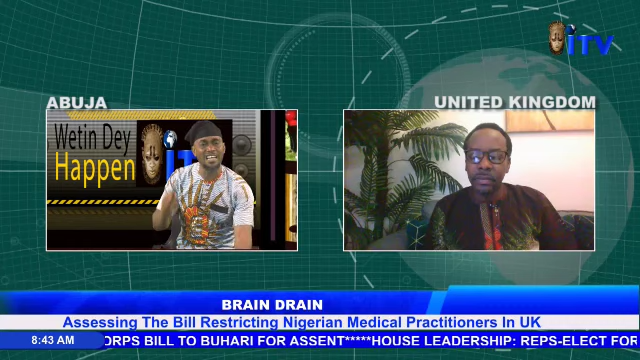 iTV
ABUJA
UNITED KINGDOM
Wetin Dey
Happen
BRAIN DRAIN
Assessing The Bill Restricting Nigerian Medical Practitioners In UK
8:43 AM
ORPS BILL TO BUHARI FOR ASSENT*****HOUSE LEADERSHIP: REPS-ELECT FOR